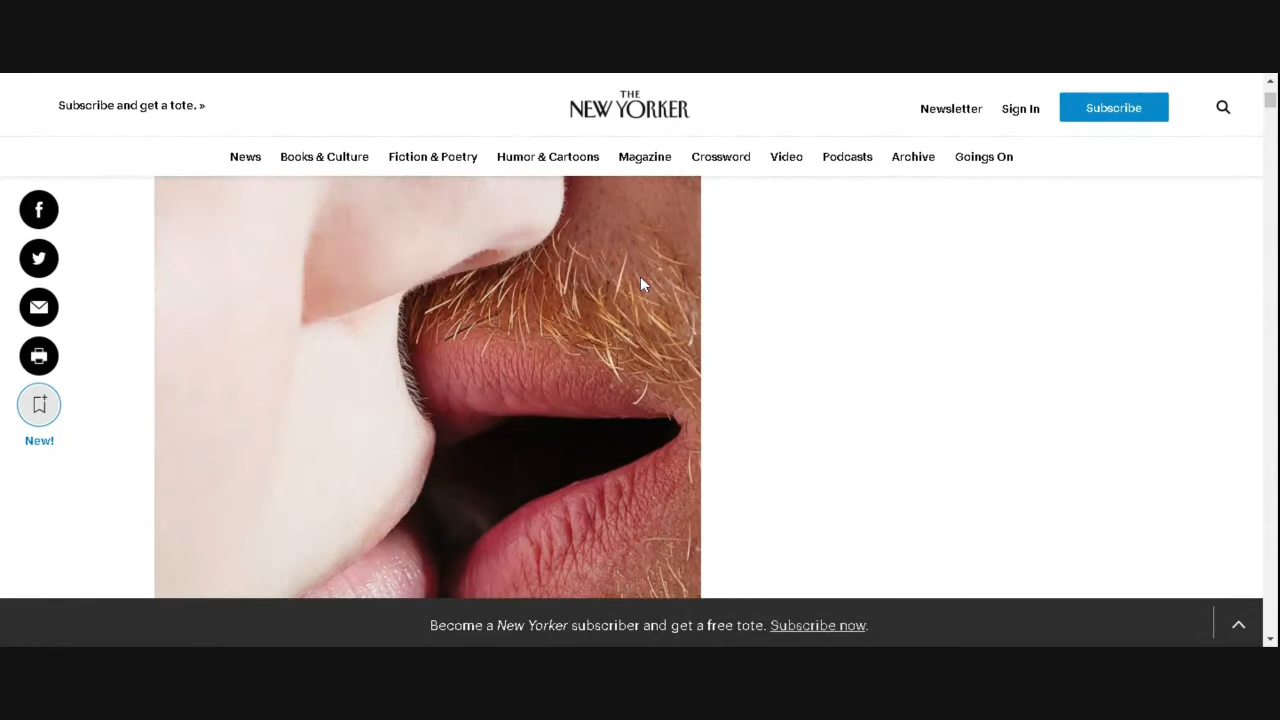 Subscribe and get a tote. »
THE
NEW YORKER
Newsletter Sign In Subscribe
News Books & Culture Fiction & Poetry Humor & Cartoons Magazine Crossword Video Podcasts Archive Goings On
f
New!
Become a New Yorker subscriber and get a free tote. Subscribe now.